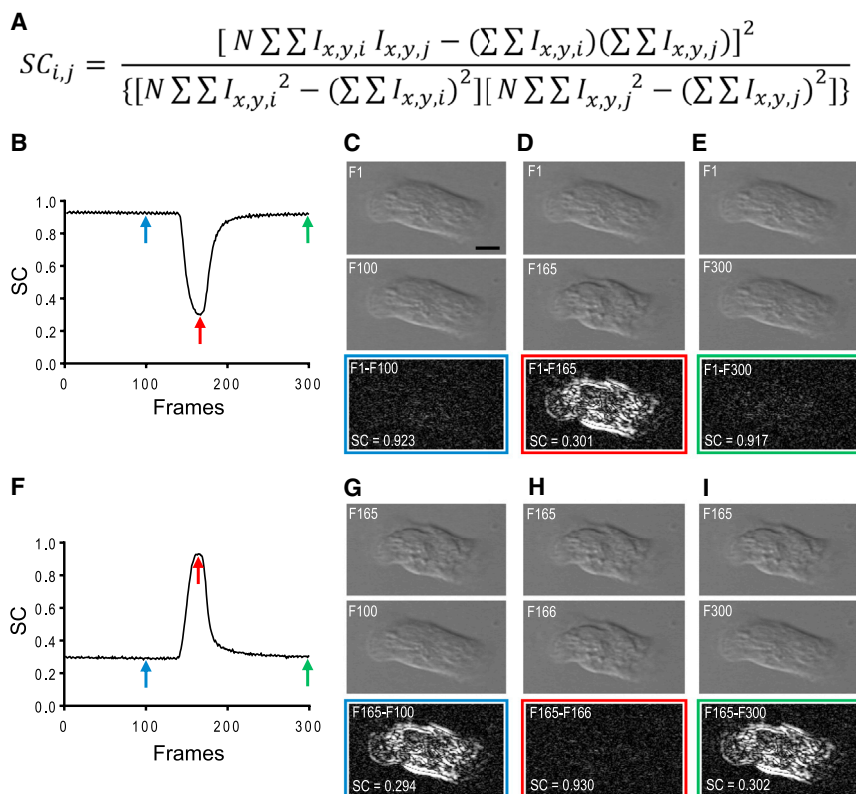 A
SC_{i,j} = \frac{[N ∑∑ I_{x,y,i} I_{x,y,j} − (∑∑ I_{x,y,i})(∑∑ I_{x,y,j})]^2}{\{[N ∑∑ I_{x,y,i}^2 − (∑∑ I_{x,y,i})^2][N ∑∑ I_{x,y,j}^2 − (∑∑ I_{x,y,j})^2]\}}
B
1.0
0.8
0.6
0.4
0.2
0.0
SC
0
100
200
300
Frames
C
F1
F100
F1-F100
SC = 0.923
D
F1
F165
F1-F165
SC = 0.301
E
F1
F300
F1-F300
SC = 0.917
F
1.0
0.8
0.6
0.4
0.2
0.0
SC
0
100
200
300
Frames
G
F165
F100
F165-F100
SC = 0.294
H
F165
F166
F165-F166
SC = 0.930
I
F165
F300
F165-F300
SC = 0.302